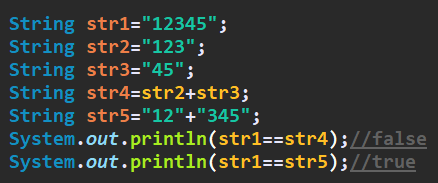 String str1="12345";
String str2="123";
String str3="45";
String str4=str2+str3;
String str5="12"+"345";
System.out.println(str1==str4);//false
System.out.println(str1==str5);//true